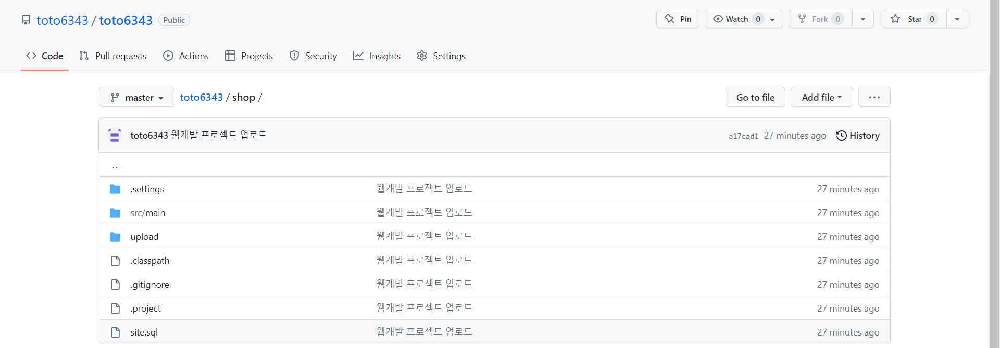 toto6343 / toto6343 Public
Pin Watch 0 Fork 0 Star 0
Code Pull requests Actions Projects Security Insights Settings
master toto6343 / shop /
Go to file Add file ...
toto6343 웹개발 프로젝트 업로드 a17cad1 27 minutes ago History
..
.settings 웹개발 프로젝트 업로드 27 minutes ago
src/main 웹개발 프로젝트 업로드 27 minutes ago
upload 웹개발 프로젝트 업로드 27 minutes ago
.classpath 웹개발 프로젝트 업로드 27 minutes ago
.gitignore 웹개발 프로젝트 업로드 27 minutes ago
.project 웹개발 프로젝트 업로드 27 minutes ago
site.sql 웹개발 프로젝트 업로드 27 minutes ago